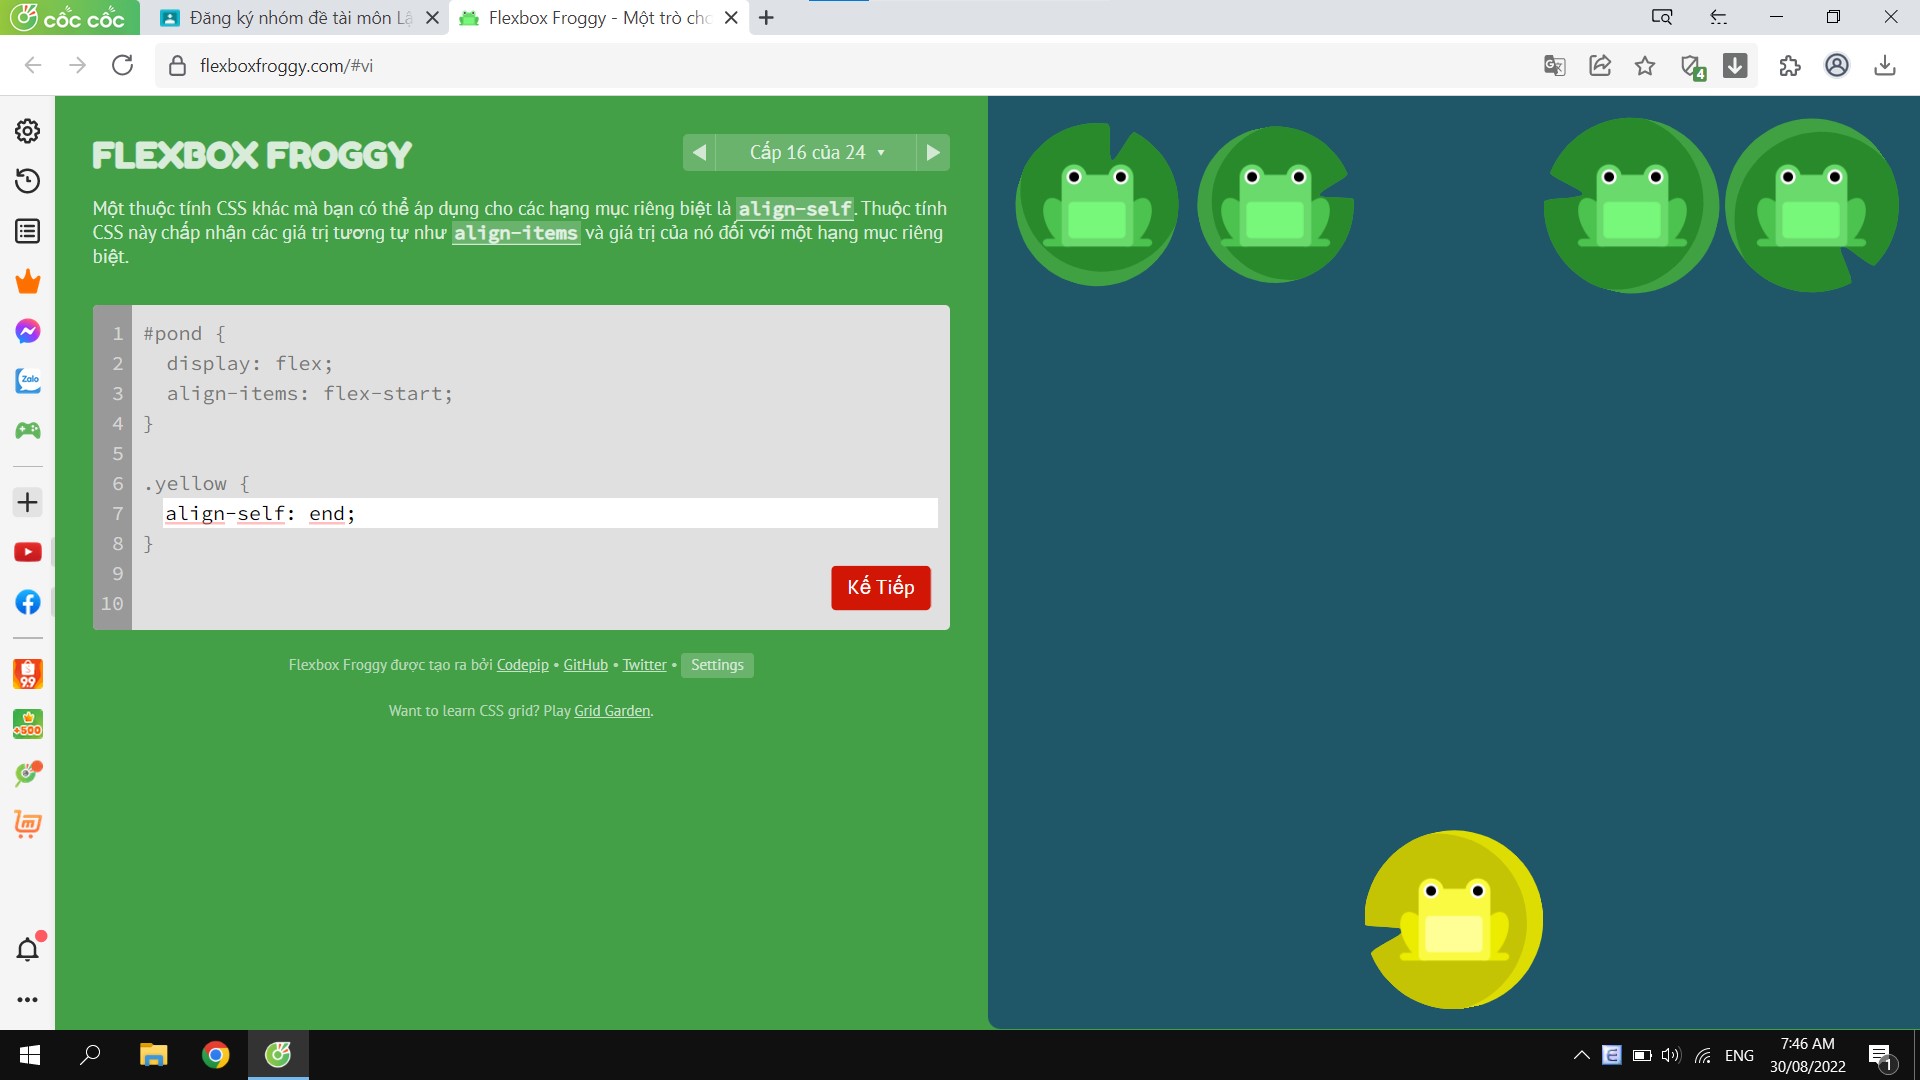 cốc cốc
Đăng ký nhóm đề tài môn Lậ
Flexbox Froggy - Một trò chơ
flexboxfroggy.com/#vi
4
FLEXBOX FROGGY
Cấp 16 của 24
Một thuộc tính CSS khác mà bạn có thể áp dụng cho các hạng mục riêng biệt là align-self. Thuộc tính
CSS này chấp nhận các giá trị tương tự như align-items và giá trị của nó đối với một hạng mục riêng
biệt.
1 #pond {
2 display: flex;
3 align-items: flex-start;
4 }
5
6 .yellow {
7 align-self: end;
8 }
9
10
Kế Tiếp
Flexbox Froggy được tạo ra bởi Codepip • GitHub • Twitter • Settings
Want to learn CSS grid? Play Grid Garden.
Zalo
9.9
+500
ENG
7:46 AM
30/08/2022
1